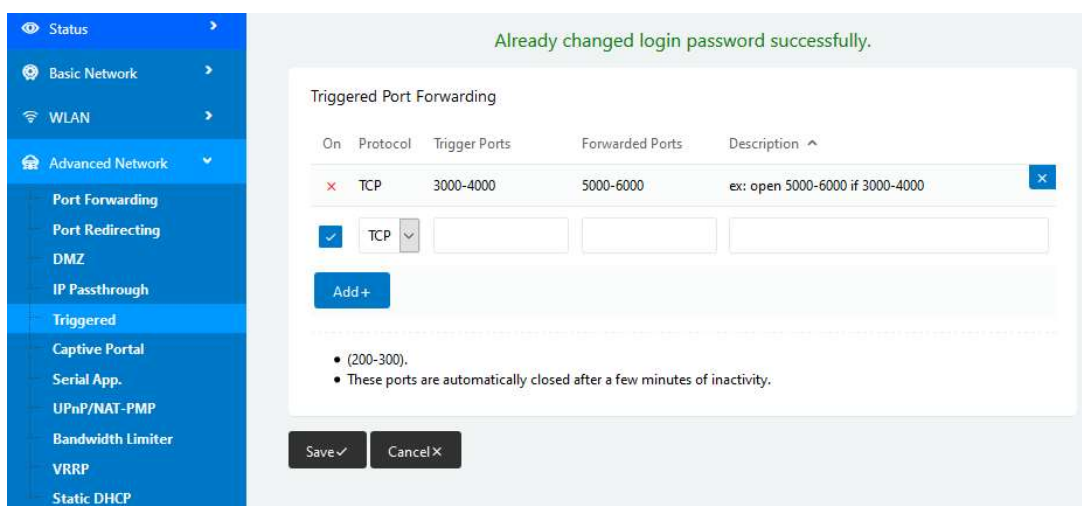 Status
Basic Network
WLAN
Advanced Network
Port Forwarding
Port Redirecting
DMZ
IP Passthrough
Triggered
Captive Portal
Serial App.
UPnP/NAT-PMP
Bandwidth Limiter
VRRP
Static DHCP
Already changed login password successfully.
Triggered Port Forwarding
On Protocol Trigger Ports Forwarded Ports Description
TCP 3000-4000 5000-6000 ex: open 5000-6000 if 3000-4000
TCP
Add+
(200-300).
These ports are automatically closed after a few minutes of inactivity.
Save Cancel